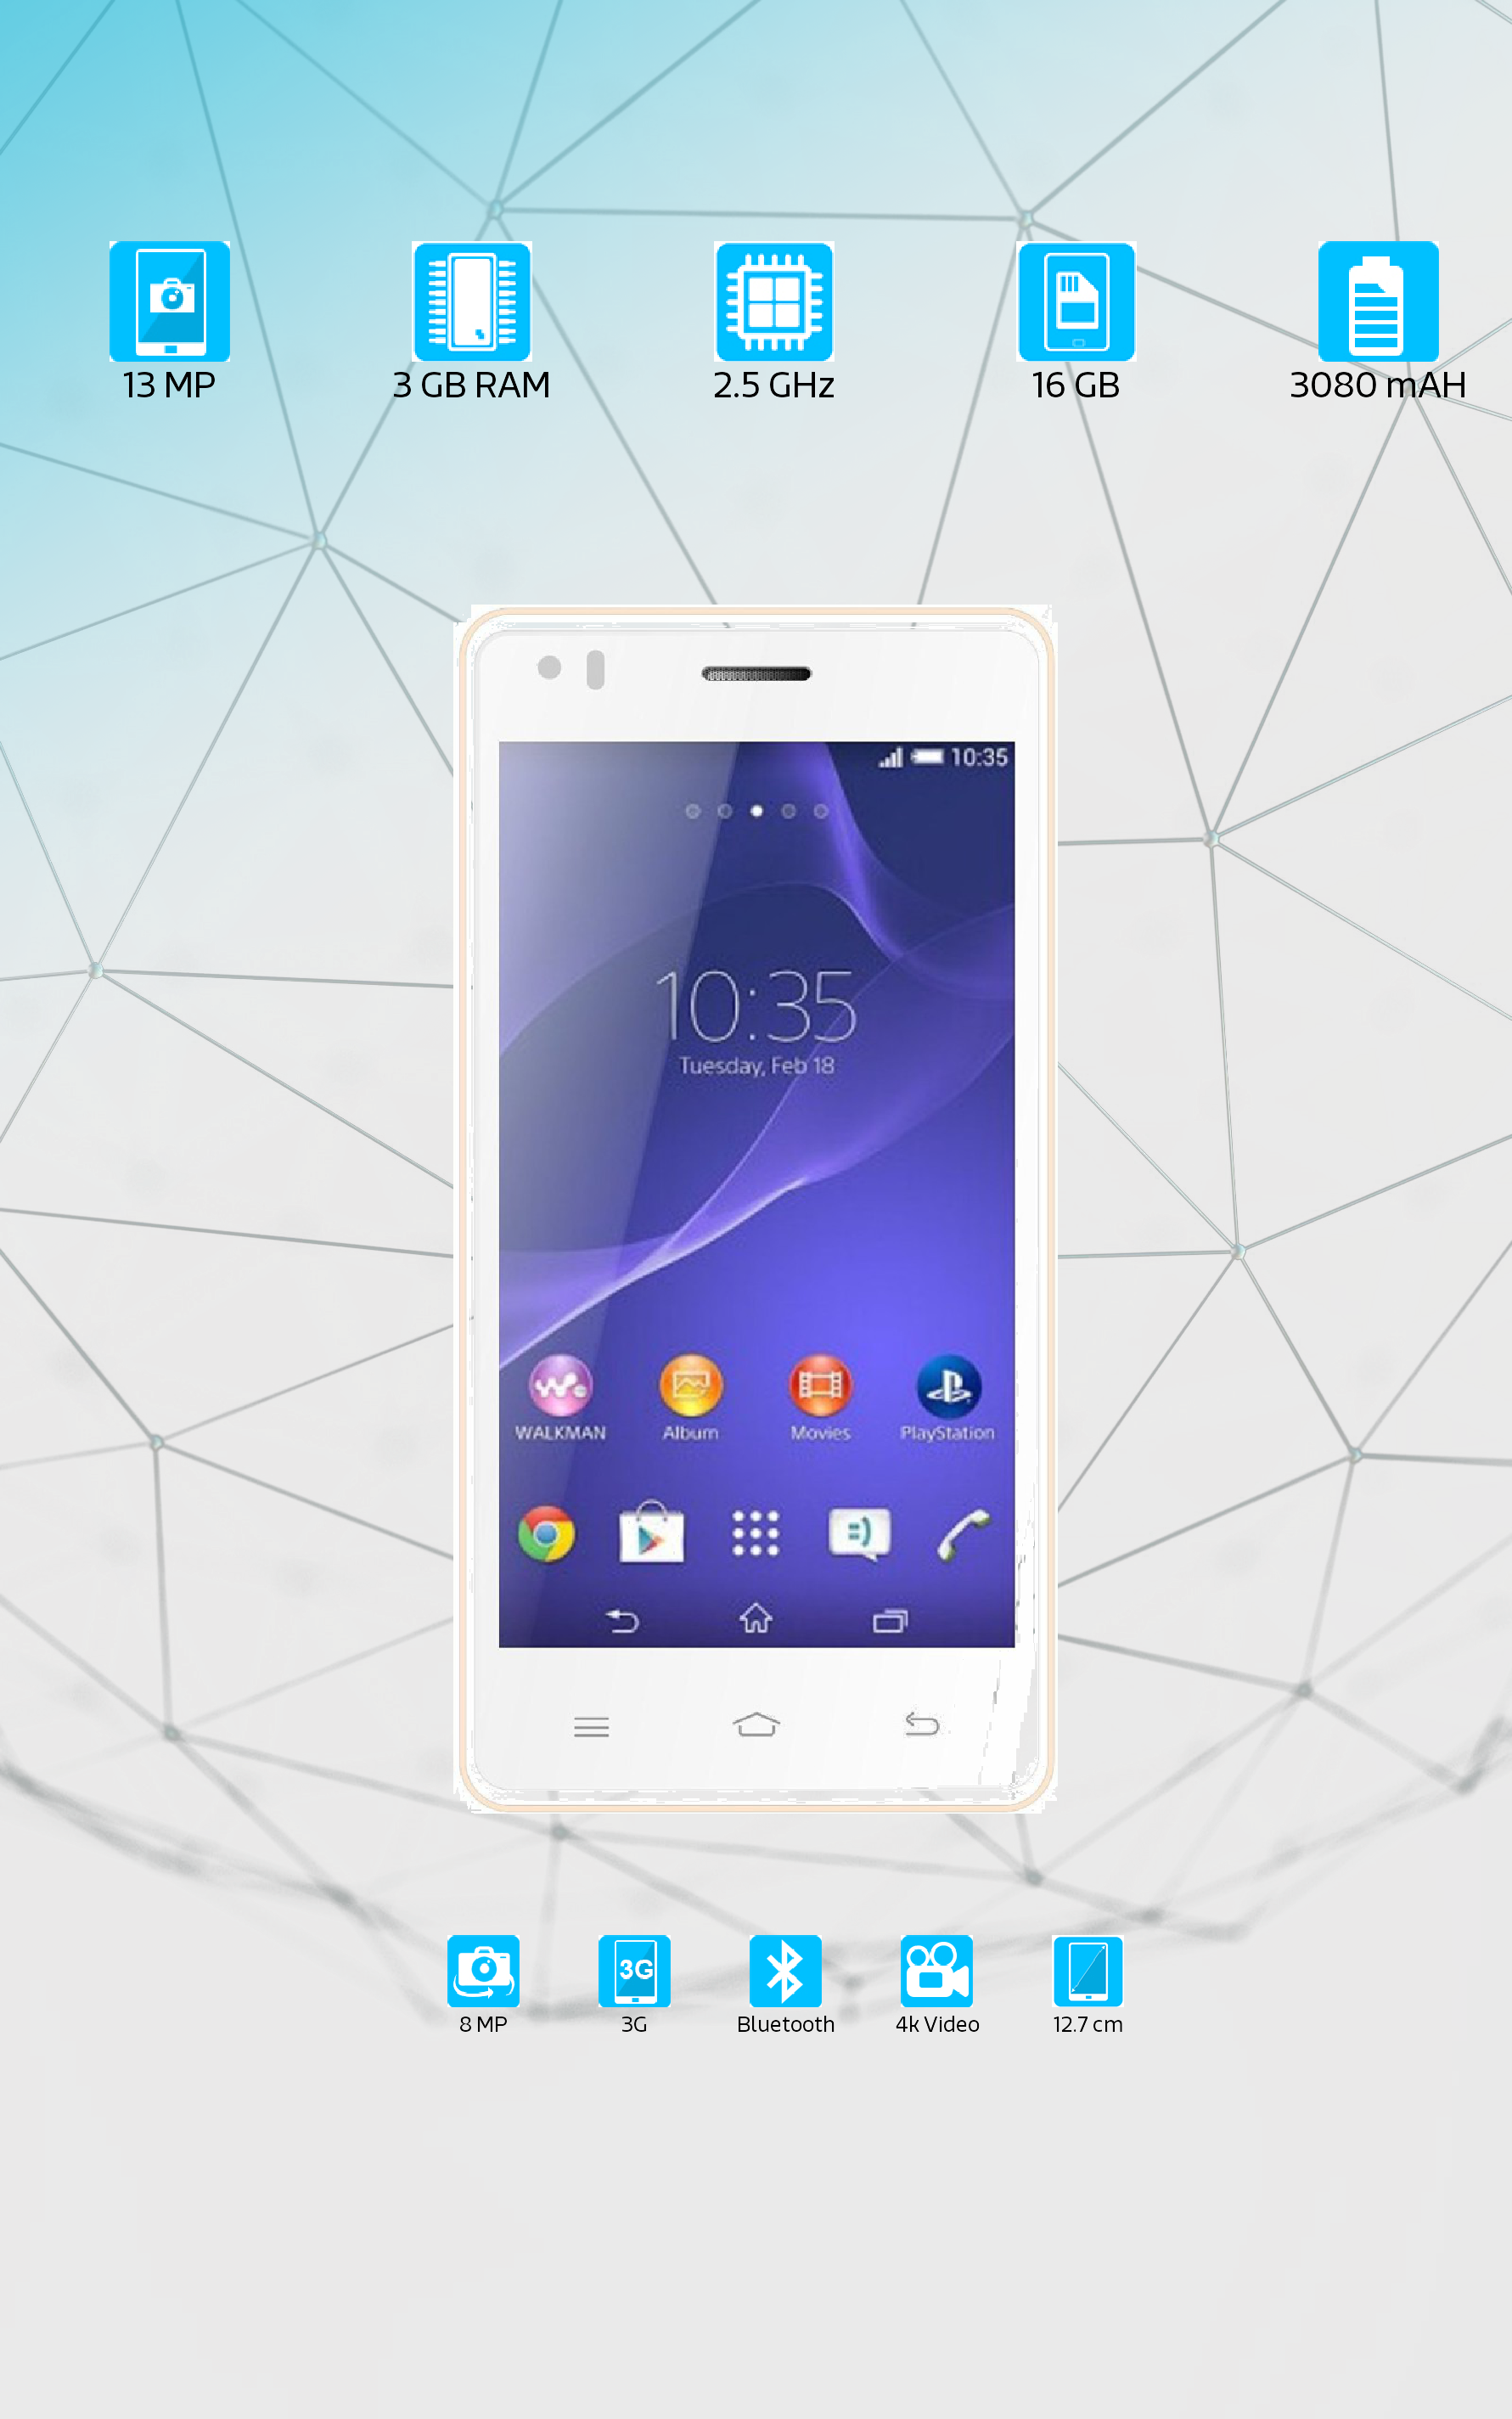 13 MP
3 GB RAM
2.5 GHz
16 GB
3080 mAH
10:35
10:35
Tuesday, Feb 18
WALKMAN
Album
Movies
PlayStation
=)
3G
8 MP
3G
Bluetooth
4k Video
12.7 cm